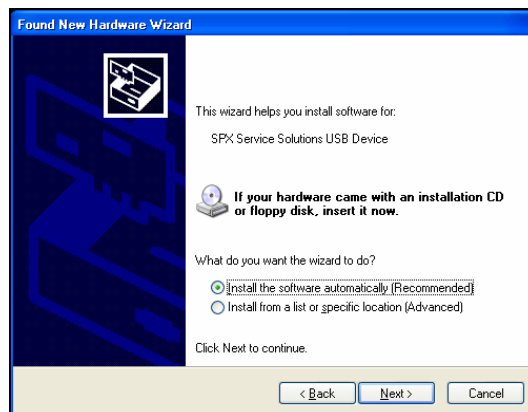 Found New Hardware Wizard
This wizard helps you install software for:
SPX Service Solutions USB Device
If your hardware came with an installation CD
or floppy disk, insert it now.
What do you want the wizard to do?
Install the software automatically (Recommended)
Install from a list or specific location (Advanced)
Click Next to continue.
< Back Next > Cancel